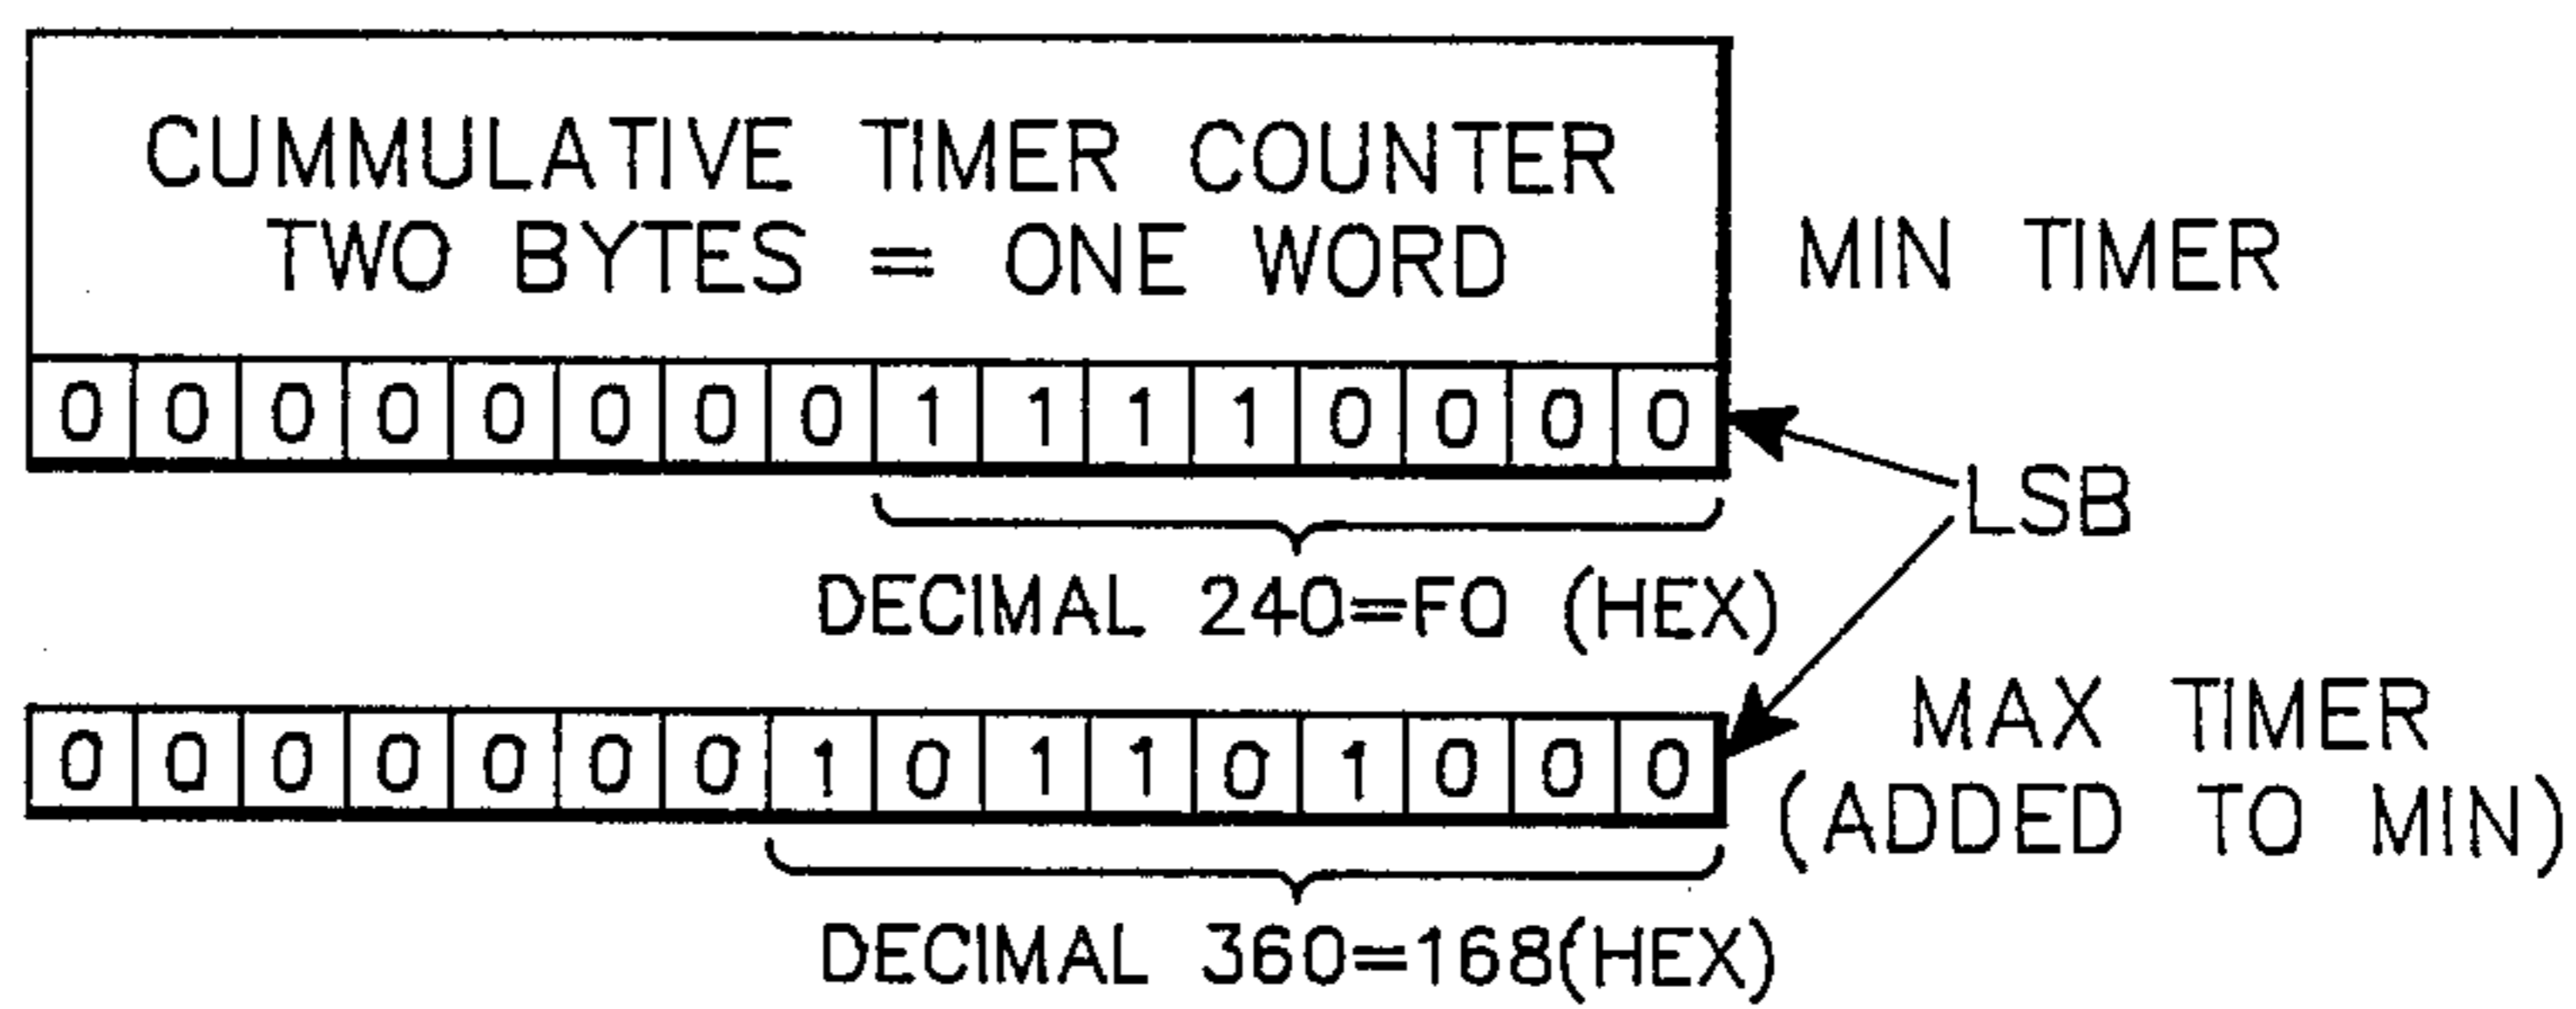 CUMMULATIVE TIMER COUNTER
TWO BYTES = ONE WORD
MIN TIMER
0 0 0 0 0 0 0 0 1 1 1 1 0 0 0 0
LSB
DECIMAL 240=F0 (HEX)
0 0 0 0 0 0 0 1 0 1 1 0 1 0 0 0
MAX TIMER
(ADDED TO MIN)
DECIMAL 360=168(HEX)